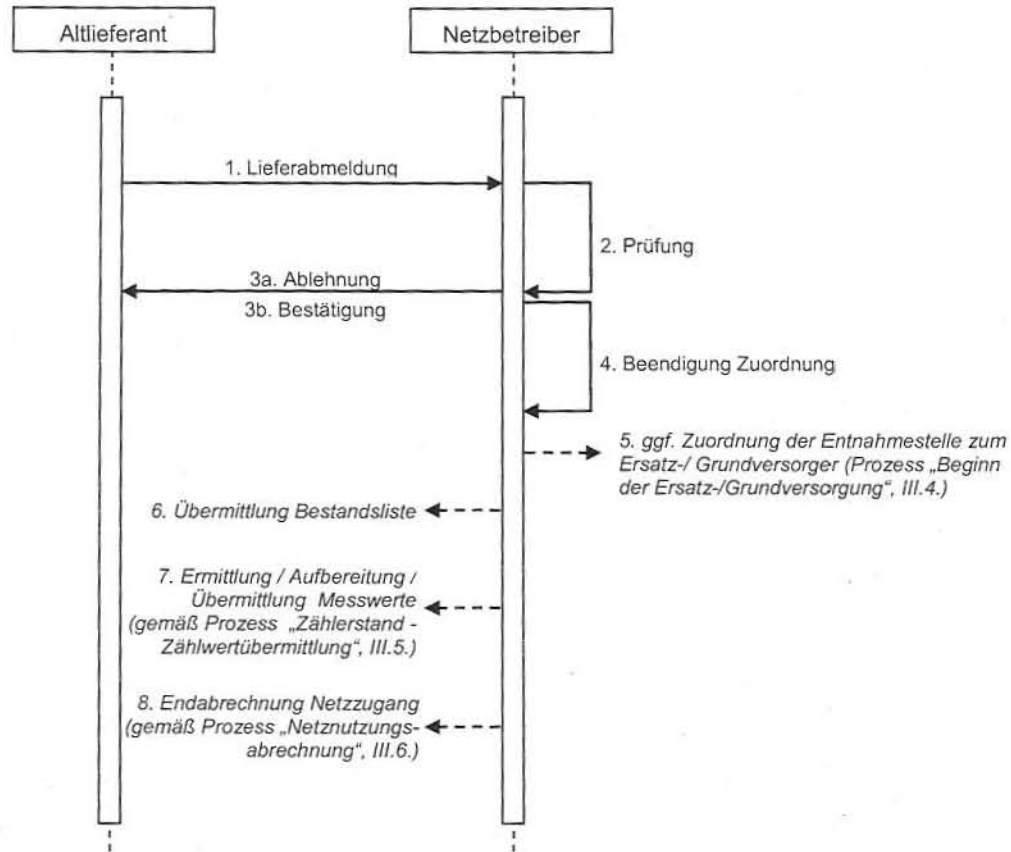 Altlieferant
Netzbetreiber
1. Lieferabmeldung
2. Prüfung
3a. Ablehnung
3b. Bestätigung
4. Beendigung Zuordnung
5. ggf. Zuordnung der Entnahmestelle zum
Ersatz-/ Grundversorger (Prozess „Beginn
der Ersatz-/Grundversorgung“, III.4.)
6. Übermittlung Bestandsliste
7. Ermittlung / Aufbereitung /
Übermittlung Messwerte
(gemäß Prozess „Zählerstand -
Zählwertübermittlung“, III.5.)
8. Endabrechnung Netzzugang
(gemäß Prozess „Netznutzungs-
abrechnung“, III.6.)